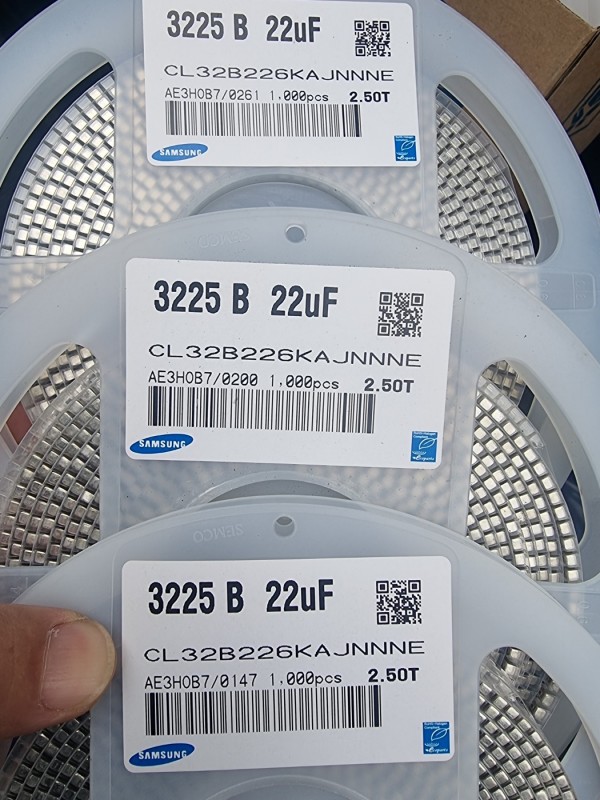 3225 B 22uF
CL32B226KAJNNNE
AE3H0B7/0261 1,000pcs 2.50T
SAMSUNG
3225 B 22uF
CL32B226KAJNNNE
AE3H0B7/0200 1,000pcs 2.50T
SAMSUNG
SEMCO
3225 B 22uF
CL32B226KAJNNNE
AE3H0B7/0147 1,000pcs 2.50T
SAMSUNG